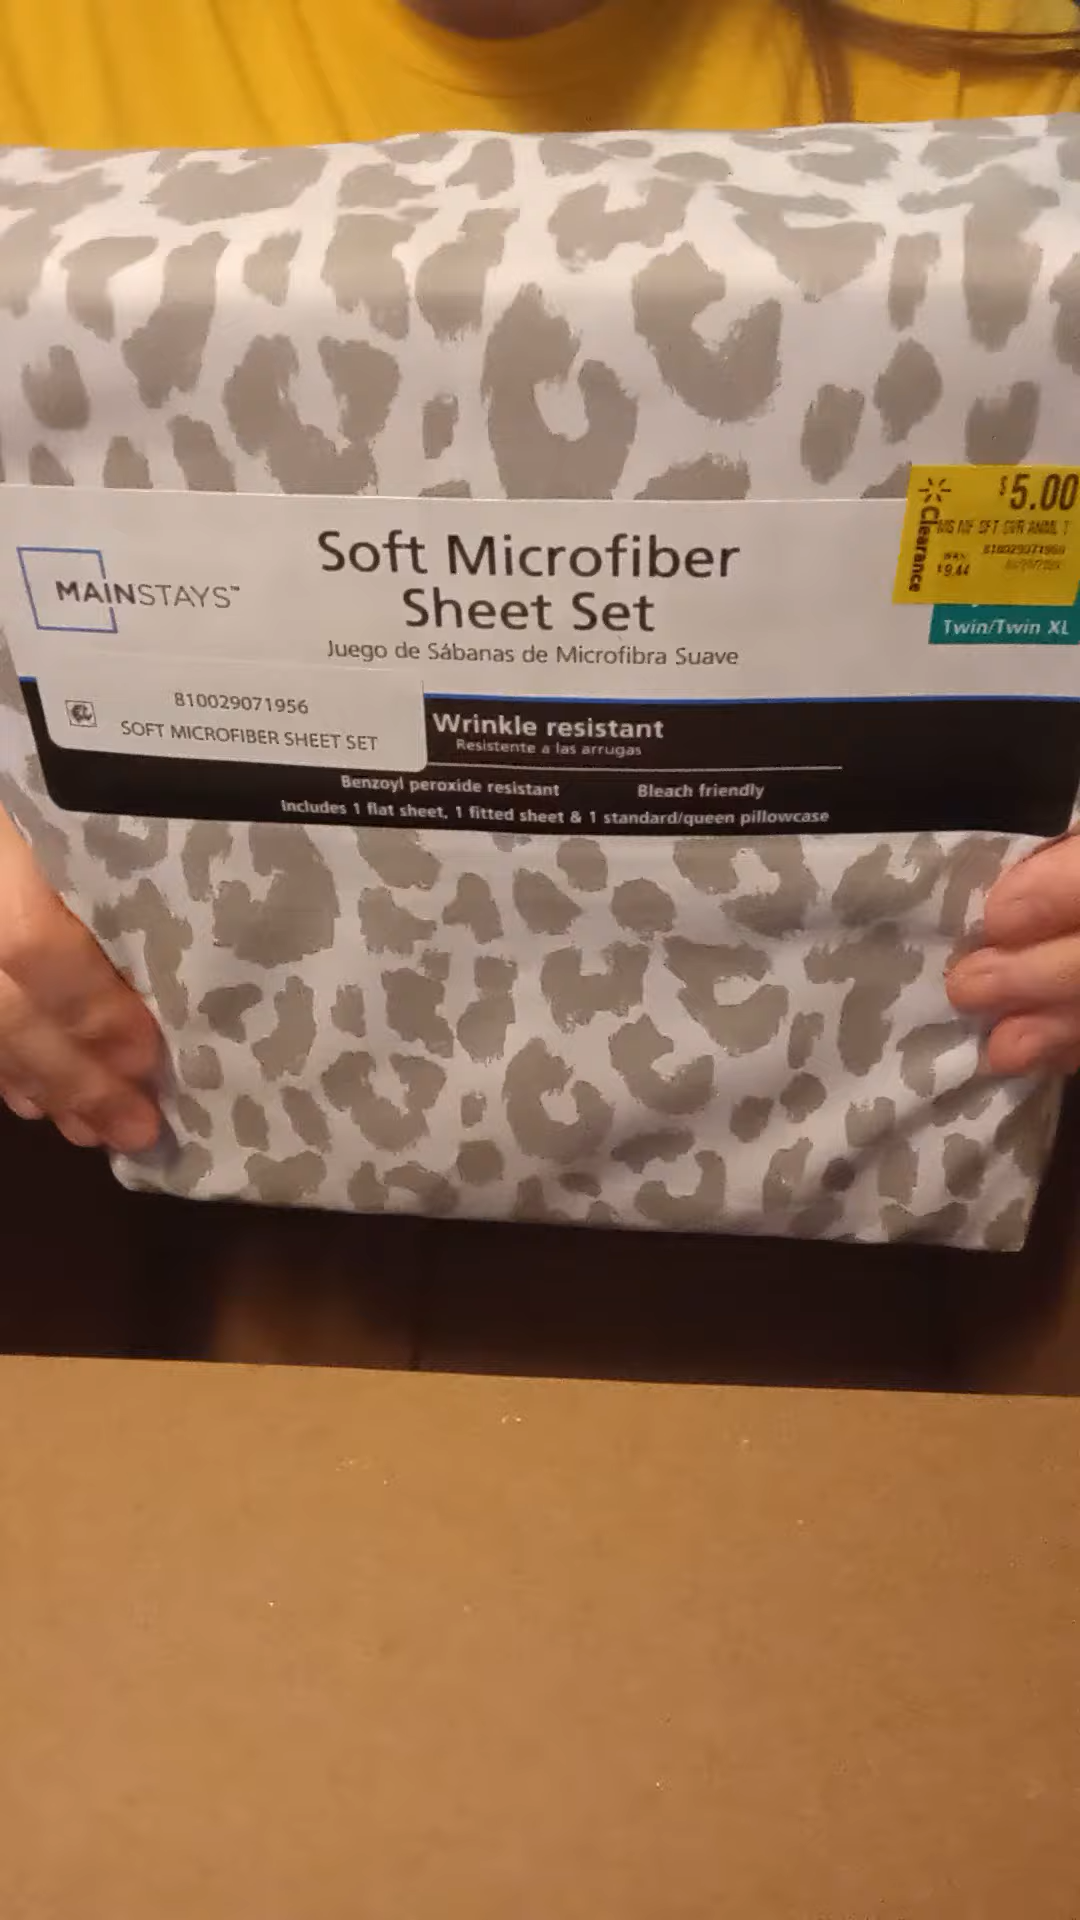 $5.00
Clearance
WAS
$9.44
Twin/Twin XL
MAINSTAYS™
Soft Microfiber
Sheet Set
Juego de Sábanas de Microfibra Suave
810029071956
SOFT MICROFIBER SHEET SET
Wrinkle resistant
Resistente a las arrugas
Benzoyl peroxide resistant Bleach friendly
Includes 1 flat sheet, 1 fitted sheet & 1 standard/queen pillowcase